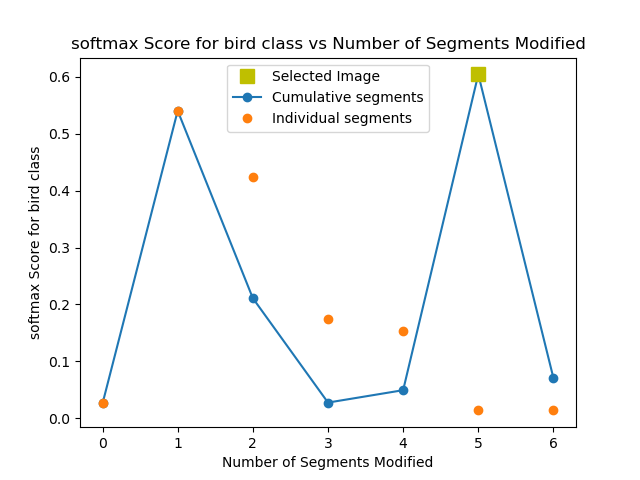 softmax Score for bird class vs Number of Segments Modified
Selected Image
Cumulative segments
Individual segments
softmax Score for bird class
0.6
0.5
0.4
0.3
0.2
0.1
0.0
0 1 2 3 4 5 6
Number of Segments Modified